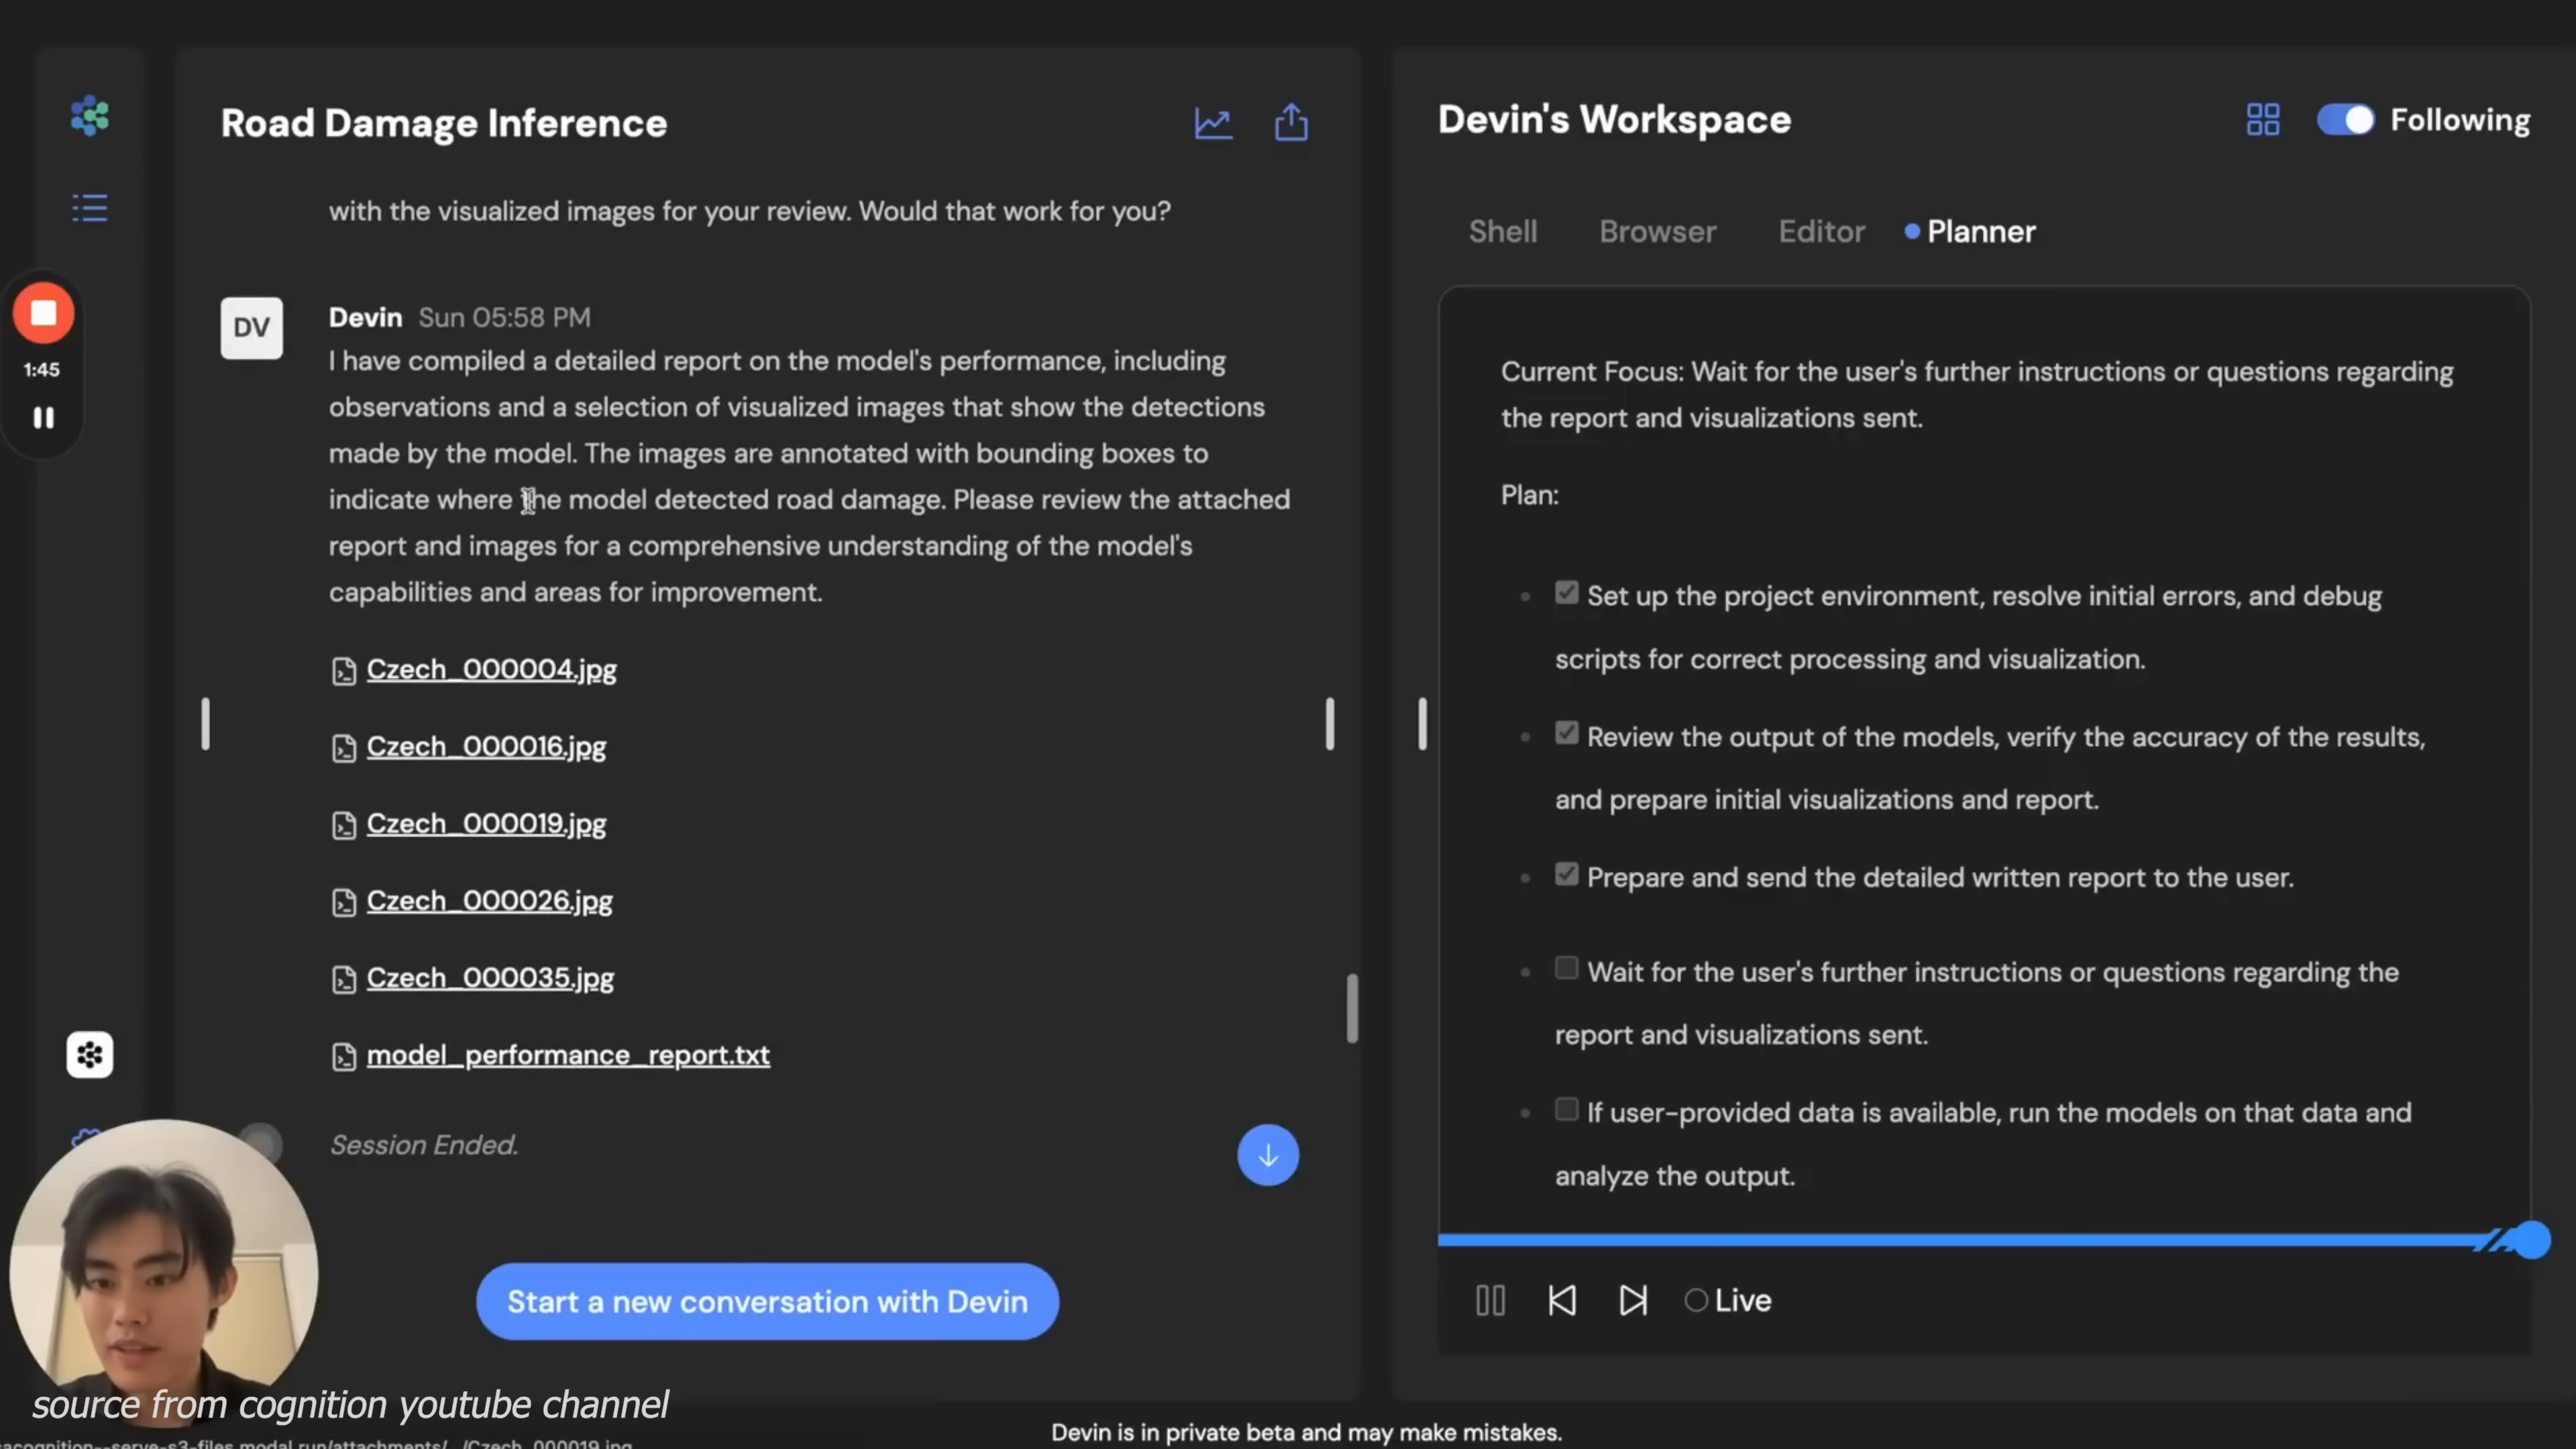 Road Damage Inference
with the visualized images for your review. Would that work for you?
1:45
DV
Devin Sun 05:58 PM
I have compiled a detailed report on the model's performance, including
observations and a selection of visualized images that show the detections
made by the model. The images are annotated with bounding boxes to
indicate where the model detected road damage. Please review the attached
report and images for a comprehensive understanding of the model's
capabilities and areas for improvement.
Czech_000004.jpg
Czech_000016.jpg
Czech_000019.jpg
Czech_000026.jpg
Czech_000035.jpg
model_performance_report.txt
Session Ended.
Start a new conversation with Devin
Devin's Workspace
Following
Shell Browser Editor Planner
Current Focus: Wait for the user's further instructions or questions regarding
the report and visualizations sent.
Plan:
Set up the project environment, resolve initial errors, and debug
scripts for correct processing and visualization.
Review the output of the models, verify the accuracy of the results,
and prepare initial visualizations and report.
Prepare and send the detailed written report to the user.
Wait for the user's further instructions or questions regarding the
report and visualizations sent.
If user-provided data is available, run the models on that data and
analyze the output.
Live
source from cognition youtube channel
Devin is in private beta and may make mistakes.